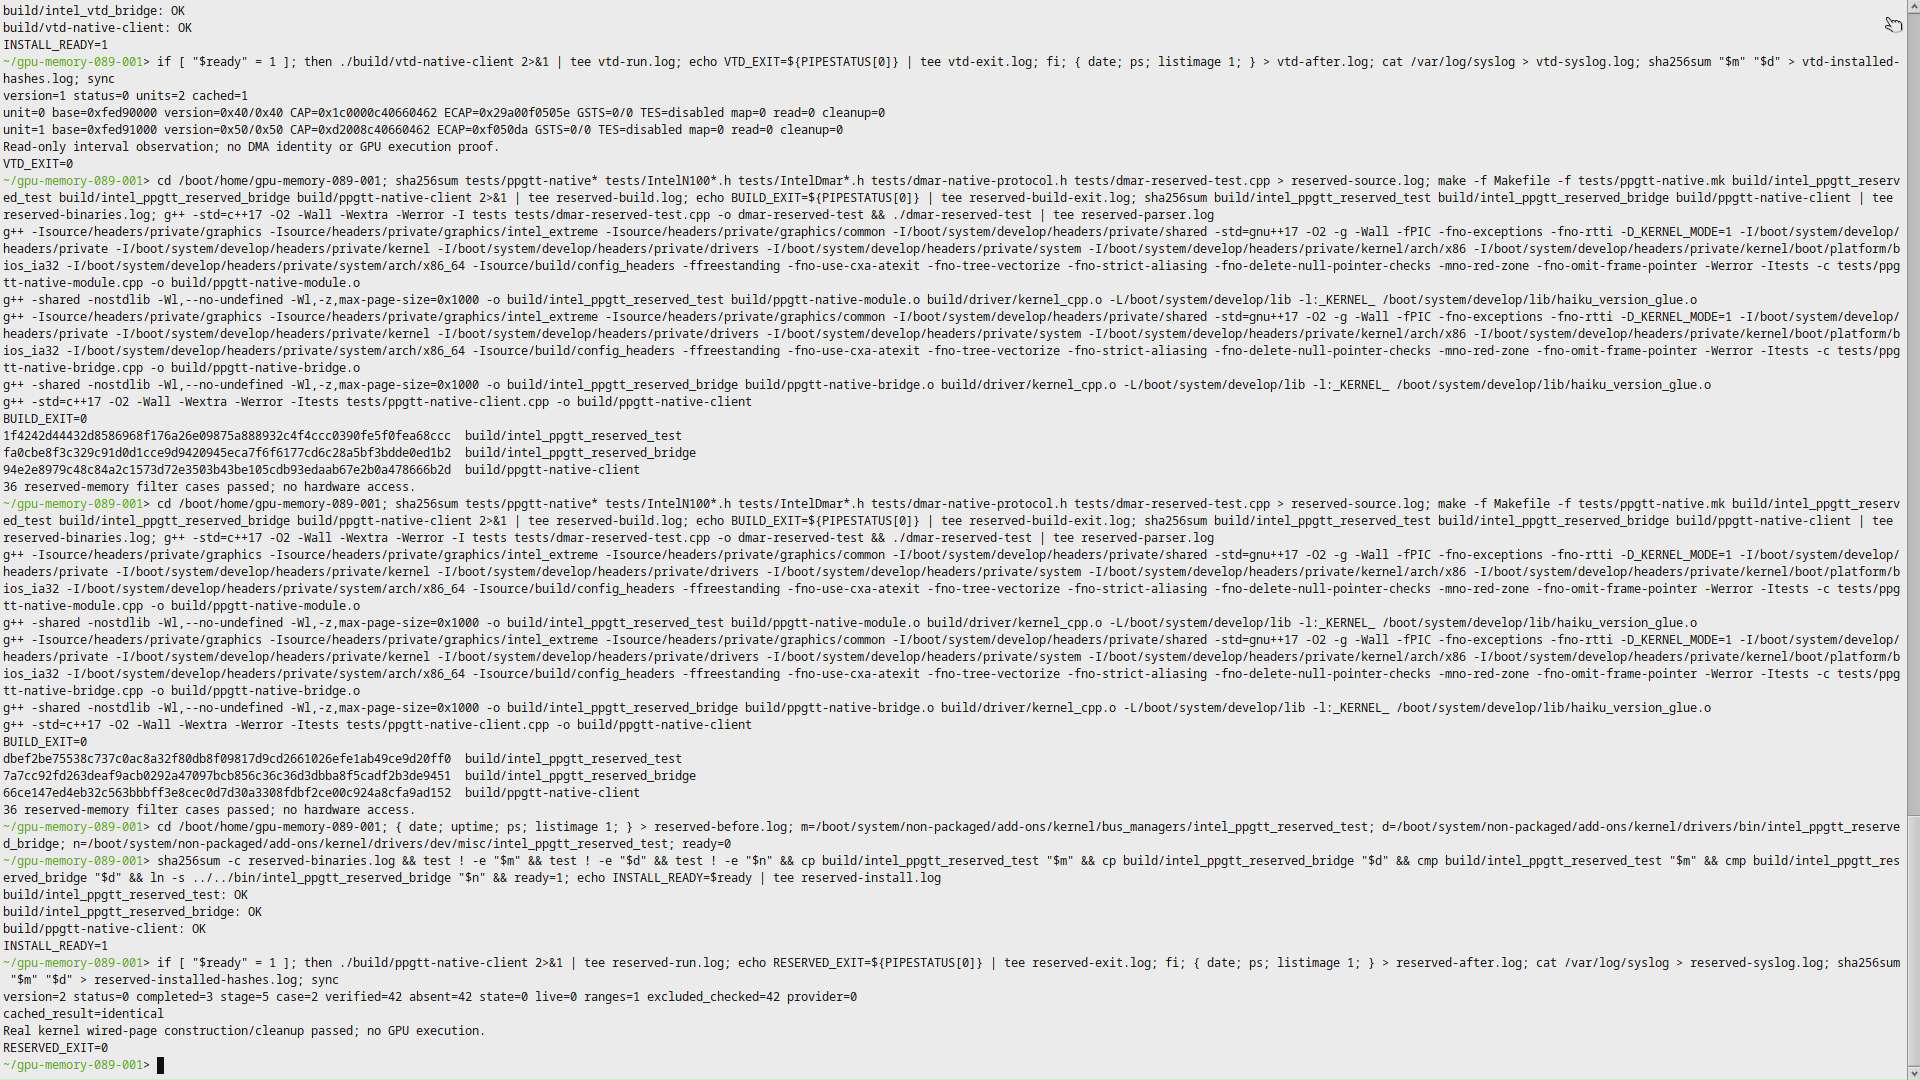 build/intel_vtd_bridge: OK
build/vtd-native-client: OK
INSTALL_READY=1
~/gpu-memory-089-001> if [ "$ready" = 1 ]; then ./build/vtd-native-client 2>&1 | tee vtd-run.log; echo VTD_EXIT=${PIPESTATUS[0]} | tee vtd-exit.log; fi; { date; ps; listimage 1; } > vtd-after.log; cat /var/log/syslog > vtd-syslog.log; sha256sum "$m" "$d" > vtd-installed-
hashes.log; sync
version=1 status=0 units=2 cached=1
unit=0 base=0xfed90000 version=0x40/0x40 CAP=0x1c0000c40660462 ECAP=0x29a00f0505e GSTS=0/0 TES=disabled map=0 read=0 cleanup=0
unit=1 base=0xfed91000 version=0x50/0x50 CAP=0xd2008c40660462 ECAP=0xf050da GSTS=0/0 TES=disabled map=0 read=0 cleanup=0
Read-only interval observation; no DMA identity or GPU execution proof.
VTD_EXIT=0
~/gpu-memory-089-001> cd /boot/home/gpu-memory-089-001; sha256sum tests/ppgtt-native* tests/IntelN100*.h tests/IntelDmar*.h tests/dmar-native-protocol.h tests/dmar-reserved-test.cpp > reserved-source.log; make -f Makefile -f tests/ppgtt-native.mk build/intel_ppgtt_reserv
ed_test build/intel_ppgtt_reserved_bridge build/ppgtt-native-client 2>&1 | tee reserved-build.log; echo BUILD_EXIT=${PIPESTATUS[0]} | tee reserved-build-exit.log; sha256sum build/intel_ppgtt_reserved_test build/intel_ppgtt_reserved_bridge build/ppgtt-native-client | tee
reserved-binaries.log; g++ -std=c++17 -O2 -Wall -Wextra -Werror -I tests tests/dmar-reserved-test.cpp -o dmar-reserved-test && ./dmar-reserved-test | tee reserved-parser.log
g++ -Isource/headers/private/graphics -Isource/headers/private/graphics/intel_extreme -Isource/headers/private/graphics/common -I/boot/system/develop/headers/private/shared -std=gnu++17 -O2 -g -Wall -fPIC -fno-exceptions -fno-rtti -D_KERNEL_MODE=1 -I/boot/system/develop/
headers/private -I/boot/system/develop/headers/private/kernel -I/boot/system/develop/headers/private/drivers -I/boot/system/develop/headers/private/system -I/boot/system/develop/headers/private/kernel/arch/x86 -I/boot/system/develop/headers/private/kernel/boot/platform/b
ios_ia32 -I/boot/system/develop/headers/private/system/arch/x86_64 -Isource/build/config_headers -ffreestanding -fno-use-cxa-atexit -fno-tree-vectorize -fno-strict-aliasing -fno-delete-null-pointer-checks -mno-red-zone -fno-omit-frame-pointer -Werror -Itests -c tests/ppg
tt-native-module.cpp -o build/ppgtt-native-module.o
g++ -shared -nostdlib -Wl,--no-undefined -Wl,-z,max-page-size=0x1000 -o build/intel_ppgtt_reserved_test build/ppgtt-native-module.o build/driver/kernel_cpp.o -L/boot/system/develop/lib -l:_KERNEL_ /boot/system/develop/lib/haiku_version_glue.o
g++ -Isource/headers/private/graphics -Isource/headers/private/graphics/intel_extreme -Isource/headers/private/graphics/common -I/boot/system/develop/headers/private/shared -std=gnu++17 -O2 -g -Wall -fPIC -fno-exceptions -fno-rtti -D_KERNEL_MODE=1 -I/boot/system/develop/
headers/private -I/boot/system/develop/headers/private/kernel -I/boot/system/develop/headers/private/drivers -I/boot/system/develop/headers/private/system -I/boot/system/develop/headers/private/kernel/arch/x86 -I/boot/system/develop/headers/private/kernel/boot/platform/b
ios_ia32 -I/boot/system/develop/headers/private/system/arch/x86_64 -Isource/build/config_headers -ffreestanding -fno-use-cxa-atexit -fno-tree-vectorize -fno-strict-aliasing -fno-delete-null-pointer-checks -mno-red-zone -fno-omit-frame-pointer -Werror -Itests -c tests/ppg
tt-native-bridge.cpp -o build/ppgtt-native-bridge.o
g++ -shared -nostdlib -Wl,--no-undefined -Wl,-z,max-page-size=0x1000 -o build/intel_ppgtt_reserved_bridge build/ppgtt-native-bridge.o build/driver/kernel_cpp.o -L/boot/system/develop/lib -l:_KERNEL_ /boot/system/develop/lib/haiku_version_glue.o
g++ -std=c++17 -O2 -Wall -Wextra -Werror -Itests tests/ppgtt-native-client.cpp -o build/ppgtt-native-client
BUILD_EXIT=0
1f4242d44432d8586968f176a26e09875a888932c4f4ccc0390fe5f0fea68ccc  build/intel_ppgtt_reserved_test
fa0cbe8f3c329c91d0d1cce9d9420945eca7f6f6177cd6c28a5bf3bdde0ed1b2  build/intel_ppgtt_reserved_bridge
94e2e8979c48c84a2c1573d72e3503b43be105cdb93edaab67e2b0a478666b2d  build/ppgtt-native-client
36 reserved-memory filter cases passed; no hardware access.
~/gpu-memory-089-001> cd /boot/home/gpu-memory-089-001; sha256sum tests/ppgtt-native* tests/IntelN100*.h tests/IntelDmar*.h tests/dmar-native-protocol.h tests/dmar-reserved-test.cpp > reserved-source.log; make -f Makefile -f tests/ppgtt-native.mk build/intel_ppgtt_reserv
ed_test build/intel_ppgtt_reserved_bridge build/ppgtt-native-client 2>&1 | tee reserved-build.log; echo BUILD_EXIT=${PIPESTATUS[0]} | tee reserved-build-exit.log; sha256sum build/intel_ppgtt_reserved_test build/intel_ppgtt_reserved_bridge build/ppgtt-native-client | tee
reserved-binaries.log; g++ -std=c++17 -O2 -Wall -Wextra -Werror -I tests tests/dmar-reserved-test.cpp -o dmar-reserved-test && ./dmar-reserved-test | tee reserved-parser.log
g++ -Isource/headers/private/graphics -Isource/headers/private/graphics/intel_extreme -Isource/headers/private/graphics/common -I/boot/system/develop/headers/private/shared -std=gnu++17 -O2 -g -Wall -fPIC -fno-exceptions -fno-rtti -D_KERNEL_MODE=1 -I/boot/system/develop/
headers/private -I/boot/system/develop/headers/private/kernel -I/boot/system/develop/headers/private/drivers -I/boot/system/develop/headers/private/system -I/boot/system/develop/headers/private/kernel/arch/x86 -I/boot/system/develop/headers/private/kernel/boot/platform/b
ios_ia32 -I/boot/system/develop/headers/private/system/arch/x86_64 -Isource/build/config_headers -ffreestanding -fno-use-cxa-atexit -fno-tree-vectorize -fno-strict-aliasing -fno-delete-null-pointer-checks -mno-red-zone -fno-omit-frame-pointer -Werror -Itests -c tests/ppg
tt-native-module.cpp -o build/ppgtt-native-module.o
g++ -shared -nostdlib -Wl,--no-undefined -Wl,-z,max-page-size=0x1000 -o build/intel_ppgtt_reserved_test build/ppgtt-native-module.o build/driver/kernel_cpp.o -L/boot/system/develop/lib -l:_KERNEL_ /boot/system/develop/lib/haiku_version_glue.o
g++ -Isource/headers/private/graphics -Isource/headers/private/graphics/intel_extreme -Isource/headers/private/graphics/common -I/boot/system/develop/headers/private/shared -std=gnu++17 -O2 -g -Wall -fPIC -fno-exceptions -fno-rtti -D_KERNEL_MODE=1 -I/boot/system/develop/
headers/private -I/boot/system/develop/headers/private/kernel -I/boot/system/develop/headers/private/drivers -I/boot/system/develop/headers/private/system -I/boot/system/develop/headers/private/kernel/arch/x86 -I/boot/system/develop/headers/private/kernel/boot/platform/b
ios_ia32 -I/boot/system/develop/headers/private/system/arch/x86_64 -Isource/build/config_headers -ffreestanding -fno-use-cxa-atexit -fno-tree-vectorize -fno-strict-aliasing -fno-delete-null-pointer-checks -mno-red-zone -fno-omit-frame-pointer -Werror -Itests -c tests/ppg
tt-native-bridge.cpp -o build/ppgtt-native-bridge.o
g++ -shared -nostdlib -Wl,--no-undefined -Wl,-z,max-page-size=0x1000 -o build/intel_ppgtt_reserved_bridge build/ppgtt-native-bridge.o build/driver/kernel_cpp.o -L/boot/system/develop/lib -l:_KERNEL_ /boot/system/develop/lib/haiku_version_glue.o
g++ -std=c++17 -O2 -Wall -Wextra -Werror -Itests tests/ppgtt-native-client.cpp -o build/ppgtt-native-client
BUILD_EXIT=0
dbef2be75538c737c0ac8a32f80db8f09817d9cd2661026efe1ab49ce9d20ff0  build/intel_ppgtt_reserved_test
7a7cc92fd263deaf9acb0292a47097bcb856c36c36d3dbba8f5cadf2b3de9451  build/intel_ppgtt_reserved_bridge
66ce147ed4eb32c563bbbff3e8cec0d7d30a3308fdbf2ce00c924a8cfa9ad152  build/ppgtt-native-client
36 reserved-memory filter cases passed; no hardware access.
~/gpu-memory-089-001> cd /boot/home/gpu-memory-089-001; { date; uptime; ps; listimage 1; } > reserved-before.log; m=/boot/system/non-packaged/add-ons/kernel/bus_managers/intel_ppgtt_reserved_test; d=/boot/system/non-packaged/add-ons/kernel/drivers/bin/intel_ppgtt_reserve
d_bridge; n=/boot/system/non-packaged/add-ons/kernel/drivers/dev/misc/intel_ppgtt_reserved_test; ready=0
~/gpu-memory-089-001> sha256sum -c reserved-binaries.log && test ! -e "$m" && test ! -e "$d" && test ! -e "$n" && cp build/intel_ppgtt_reserved_test "$m" && cp build/intel_ppgtt_reserved_bridge "$d" && cmp build/intel_ppgtt_reserved_test "$m" && cmp build/intel_ppgtt_res
erved_bridge "$d" && ln -s ../../bin/intel_ppgtt_reserved_bridge "$n" && ready=1; echo INSTALL_READY=$ready | tee reserved-install.log
build/intel_ppgtt_reserved_test: OK
build/intel_ppgtt_reserved_bridge: OK
build/ppgtt-native-client: OK
INSTALL_READY=1
~/gpu-memory-089-001> if [ "$ready" = 1 ]; then ./build/ppgtt-native-client 2>&1 | tee reserved-run.log; echo RESERVED_EXIT=${PIPESTATUS[0]} | tee reserved-exit.log; fi; { date; ps; listimage 1; } > reserved-after.log; cat /var/log/syslog > reserved-syslog.log; sha256sum
 "$m" "$d" > reserved-installed-hashes.log; sync
version=2 status=0 completed=3 stage=5 case=2 verified=42 absent=42 state=0 live=0 ranges=1 excluded_checked=42 provider=0
cached_result=identical
Real kernel wired-page construction/cleanup passed; no GPU execution.
RESERVED_EXIT=0
~/gpu-memory-089-001>